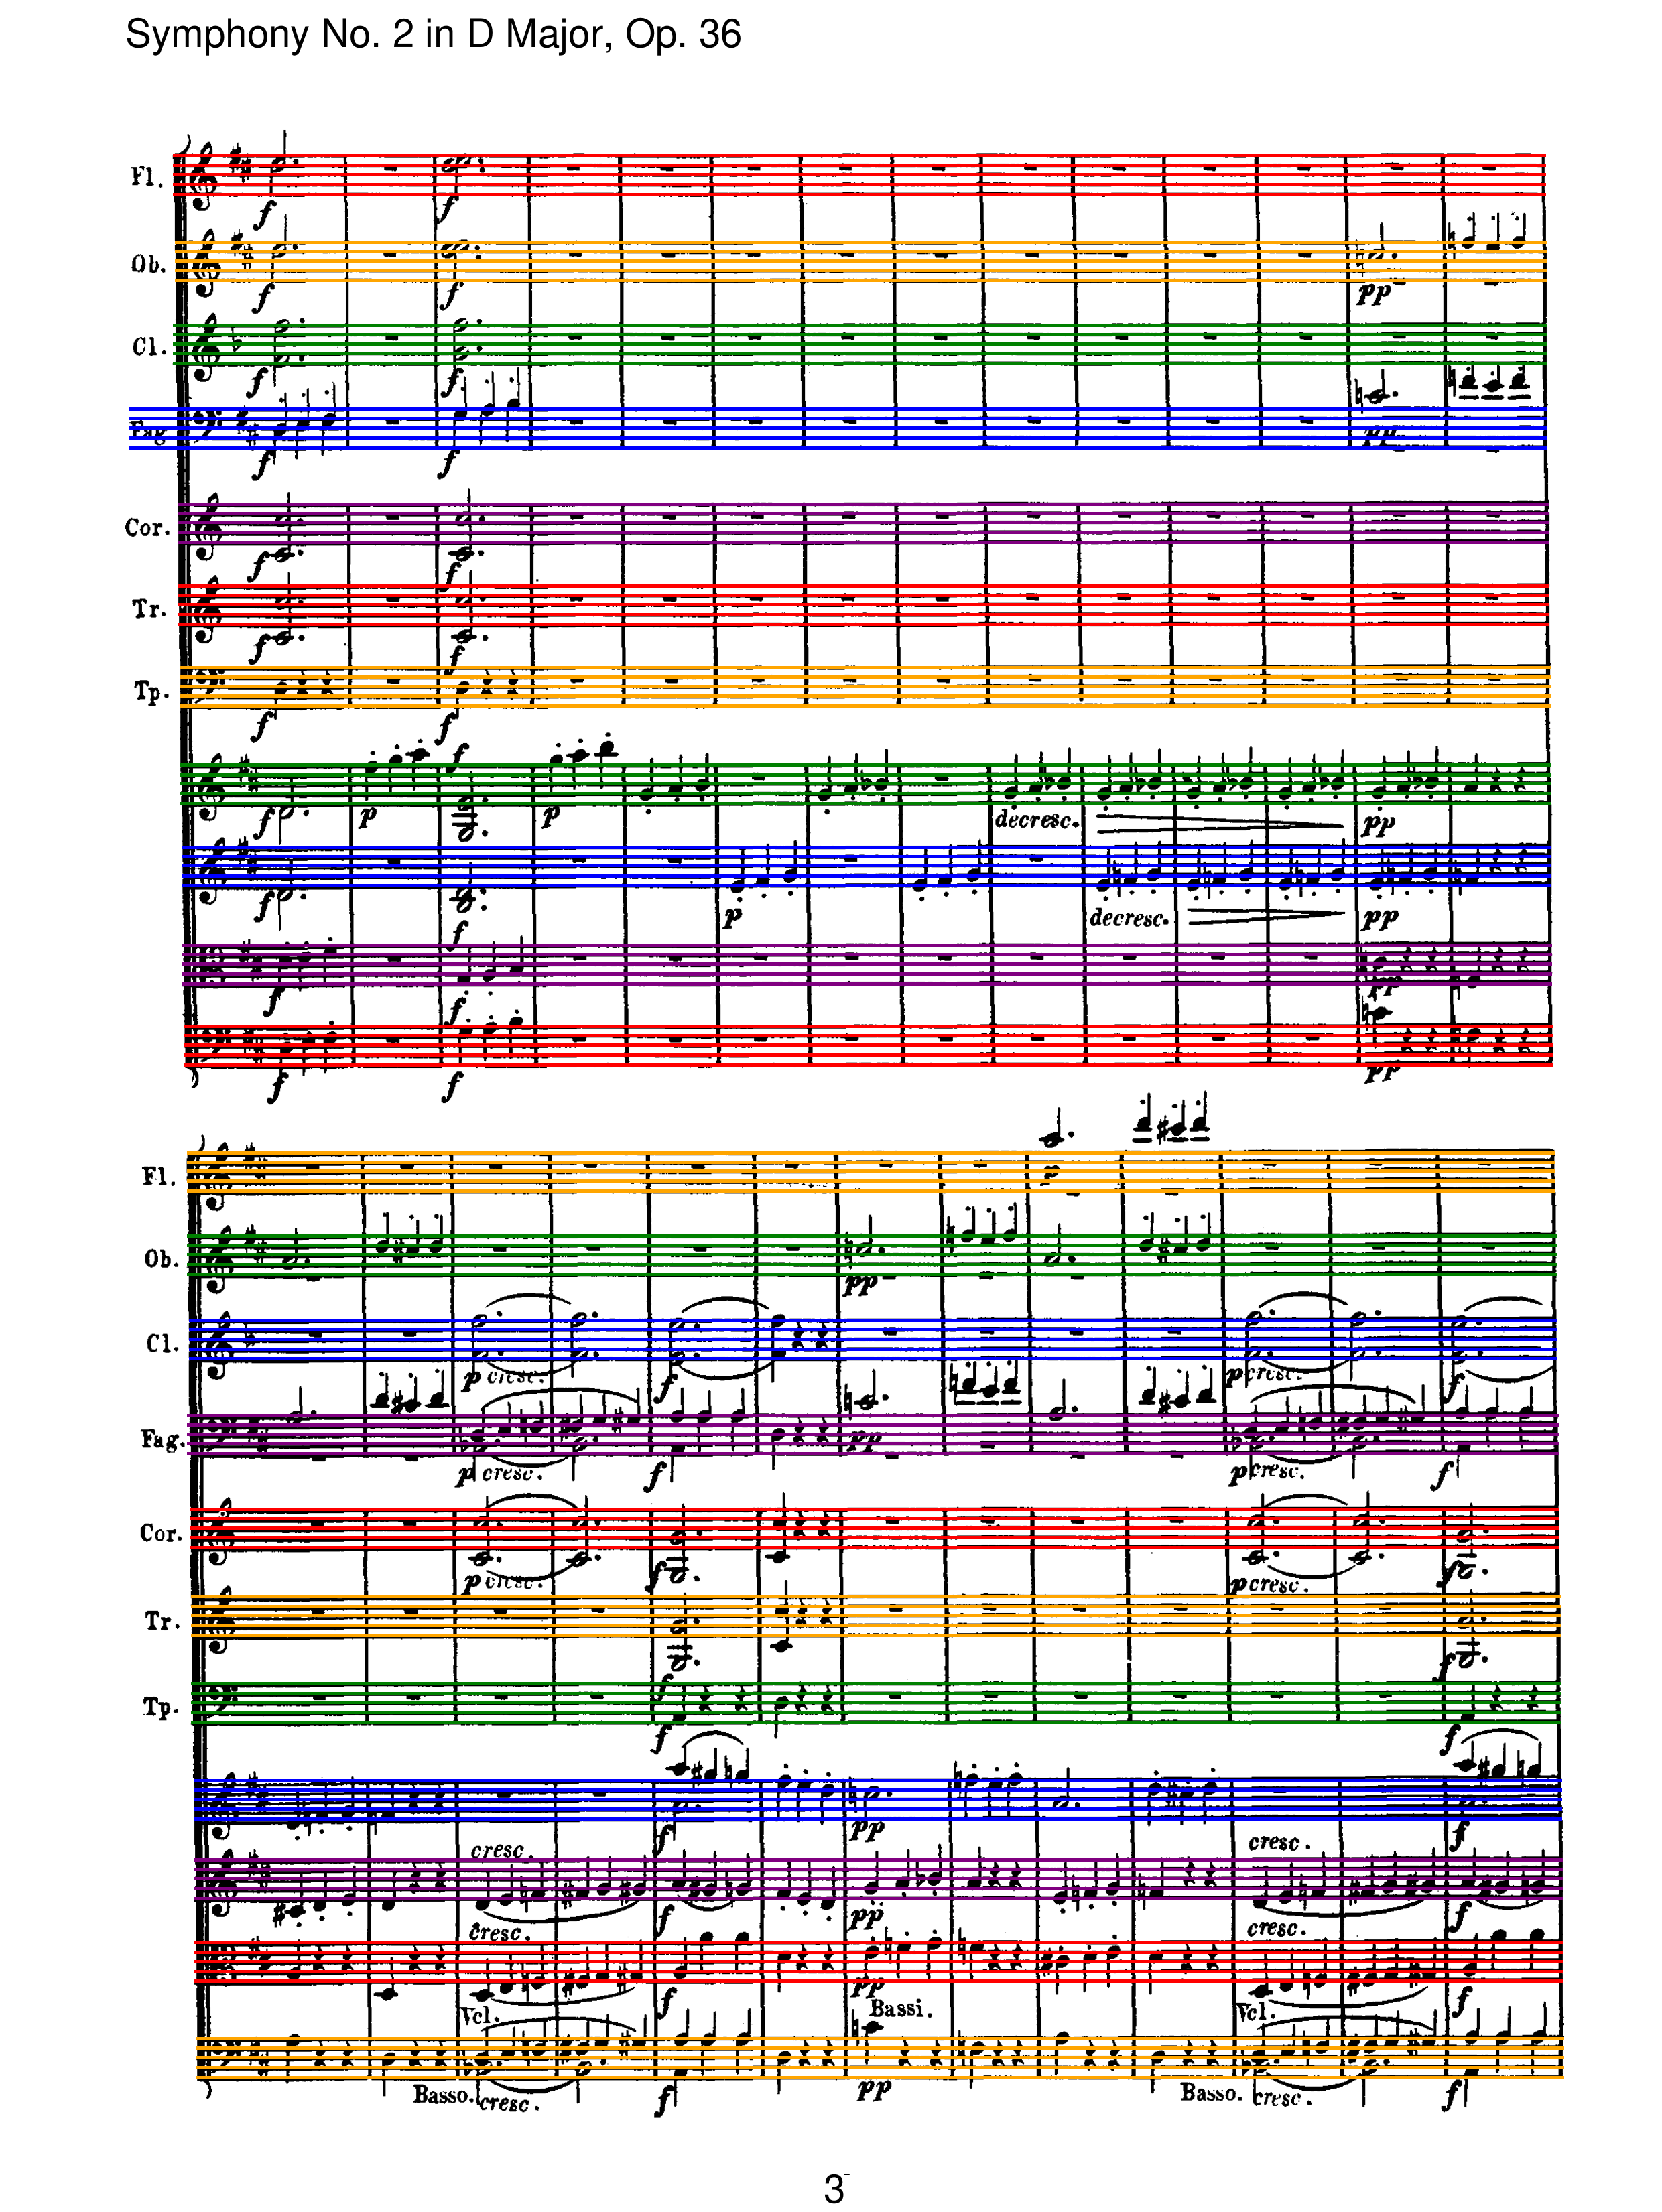 Symphony No. 2 in D Major, Op. 36
Fl.
f f
Ob.
f f pp
Cl.
f f
Fag
f f pp
Cor.
f f
Tr.
f f
Tp.
f f
f p f p decresc. pp
f f p decresc. pp
f f pp
f f pp
Fl.
p
Ob.
pp
Cl.
p cresc. f p cresc. f
Fag.
p cresc. f pp p cresc. f
Cor.
p cresc. f p cresc. f
Tr.
f f
Tp.
f f
f pp f
cresc. cresc.
f pp f
cresc. cresc.
f pp f
Vcl. Bassi. Vcl.
Basso. cresc. f pp Basso. cresc. f
3